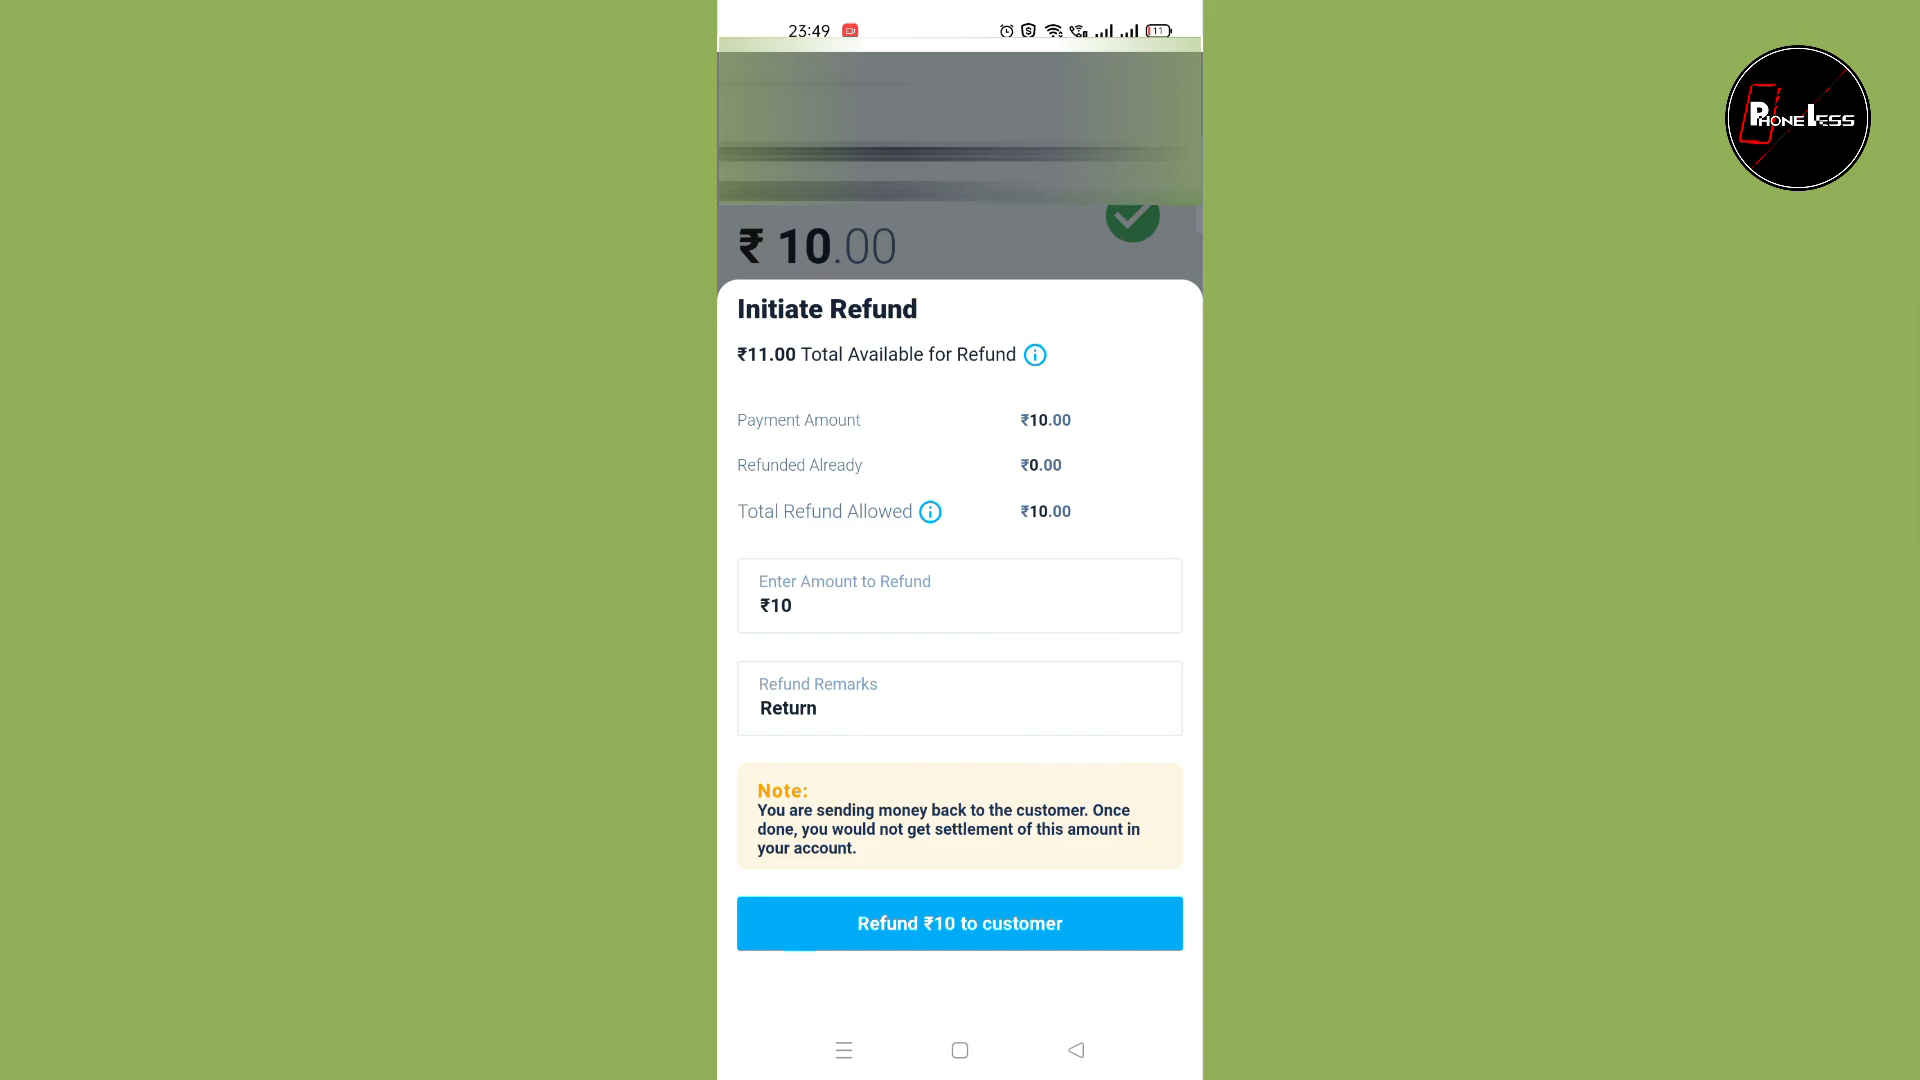 23:49
11
PHONE LESS
₹ 10.00
Initiate Refund
₹11.00 Total Available for Refund
Payment Amount ₹10.00
Refunded Already ₹0.00
Total Refund Allowed ₹10.00
Enter Amount to Refund
₹10
Refund Remarks
Return
Note:
You are sending money back to the customer. Once
done, you would not get settlement of this amount in
your account.
Refund ₹10 to customer